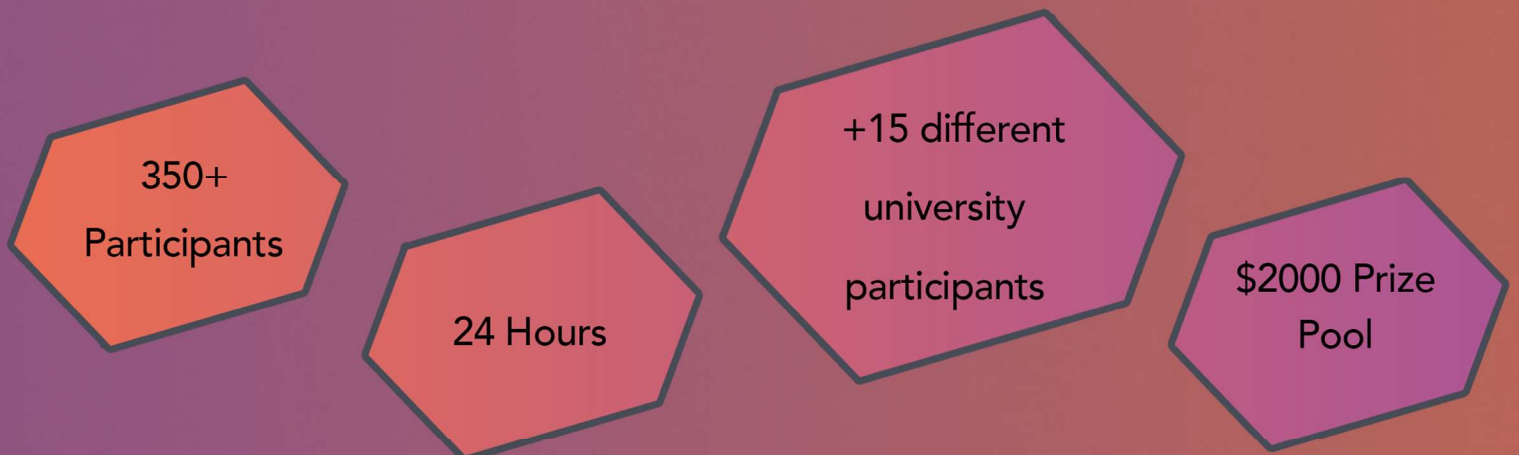 350+
Participants
24 Hours
+15 different
university
participants
$2000 Prize
Pool